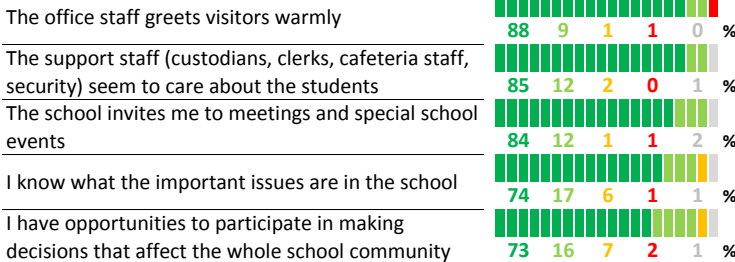 The office staff greets visitors warmly
88 9 1 1 0 %
The support staff (custodians, clerks, cafeteria staff,
security) seem to care about the students
85 12 2 0 1 %
The school invites me to meetings and special school
events
84 12 1 1 2 %
I know what the important issues are in the school
74 17 6 1 1 %
I have opportunities to participate in making
decisions that affect the whole school community
73 16 7 2 1 %